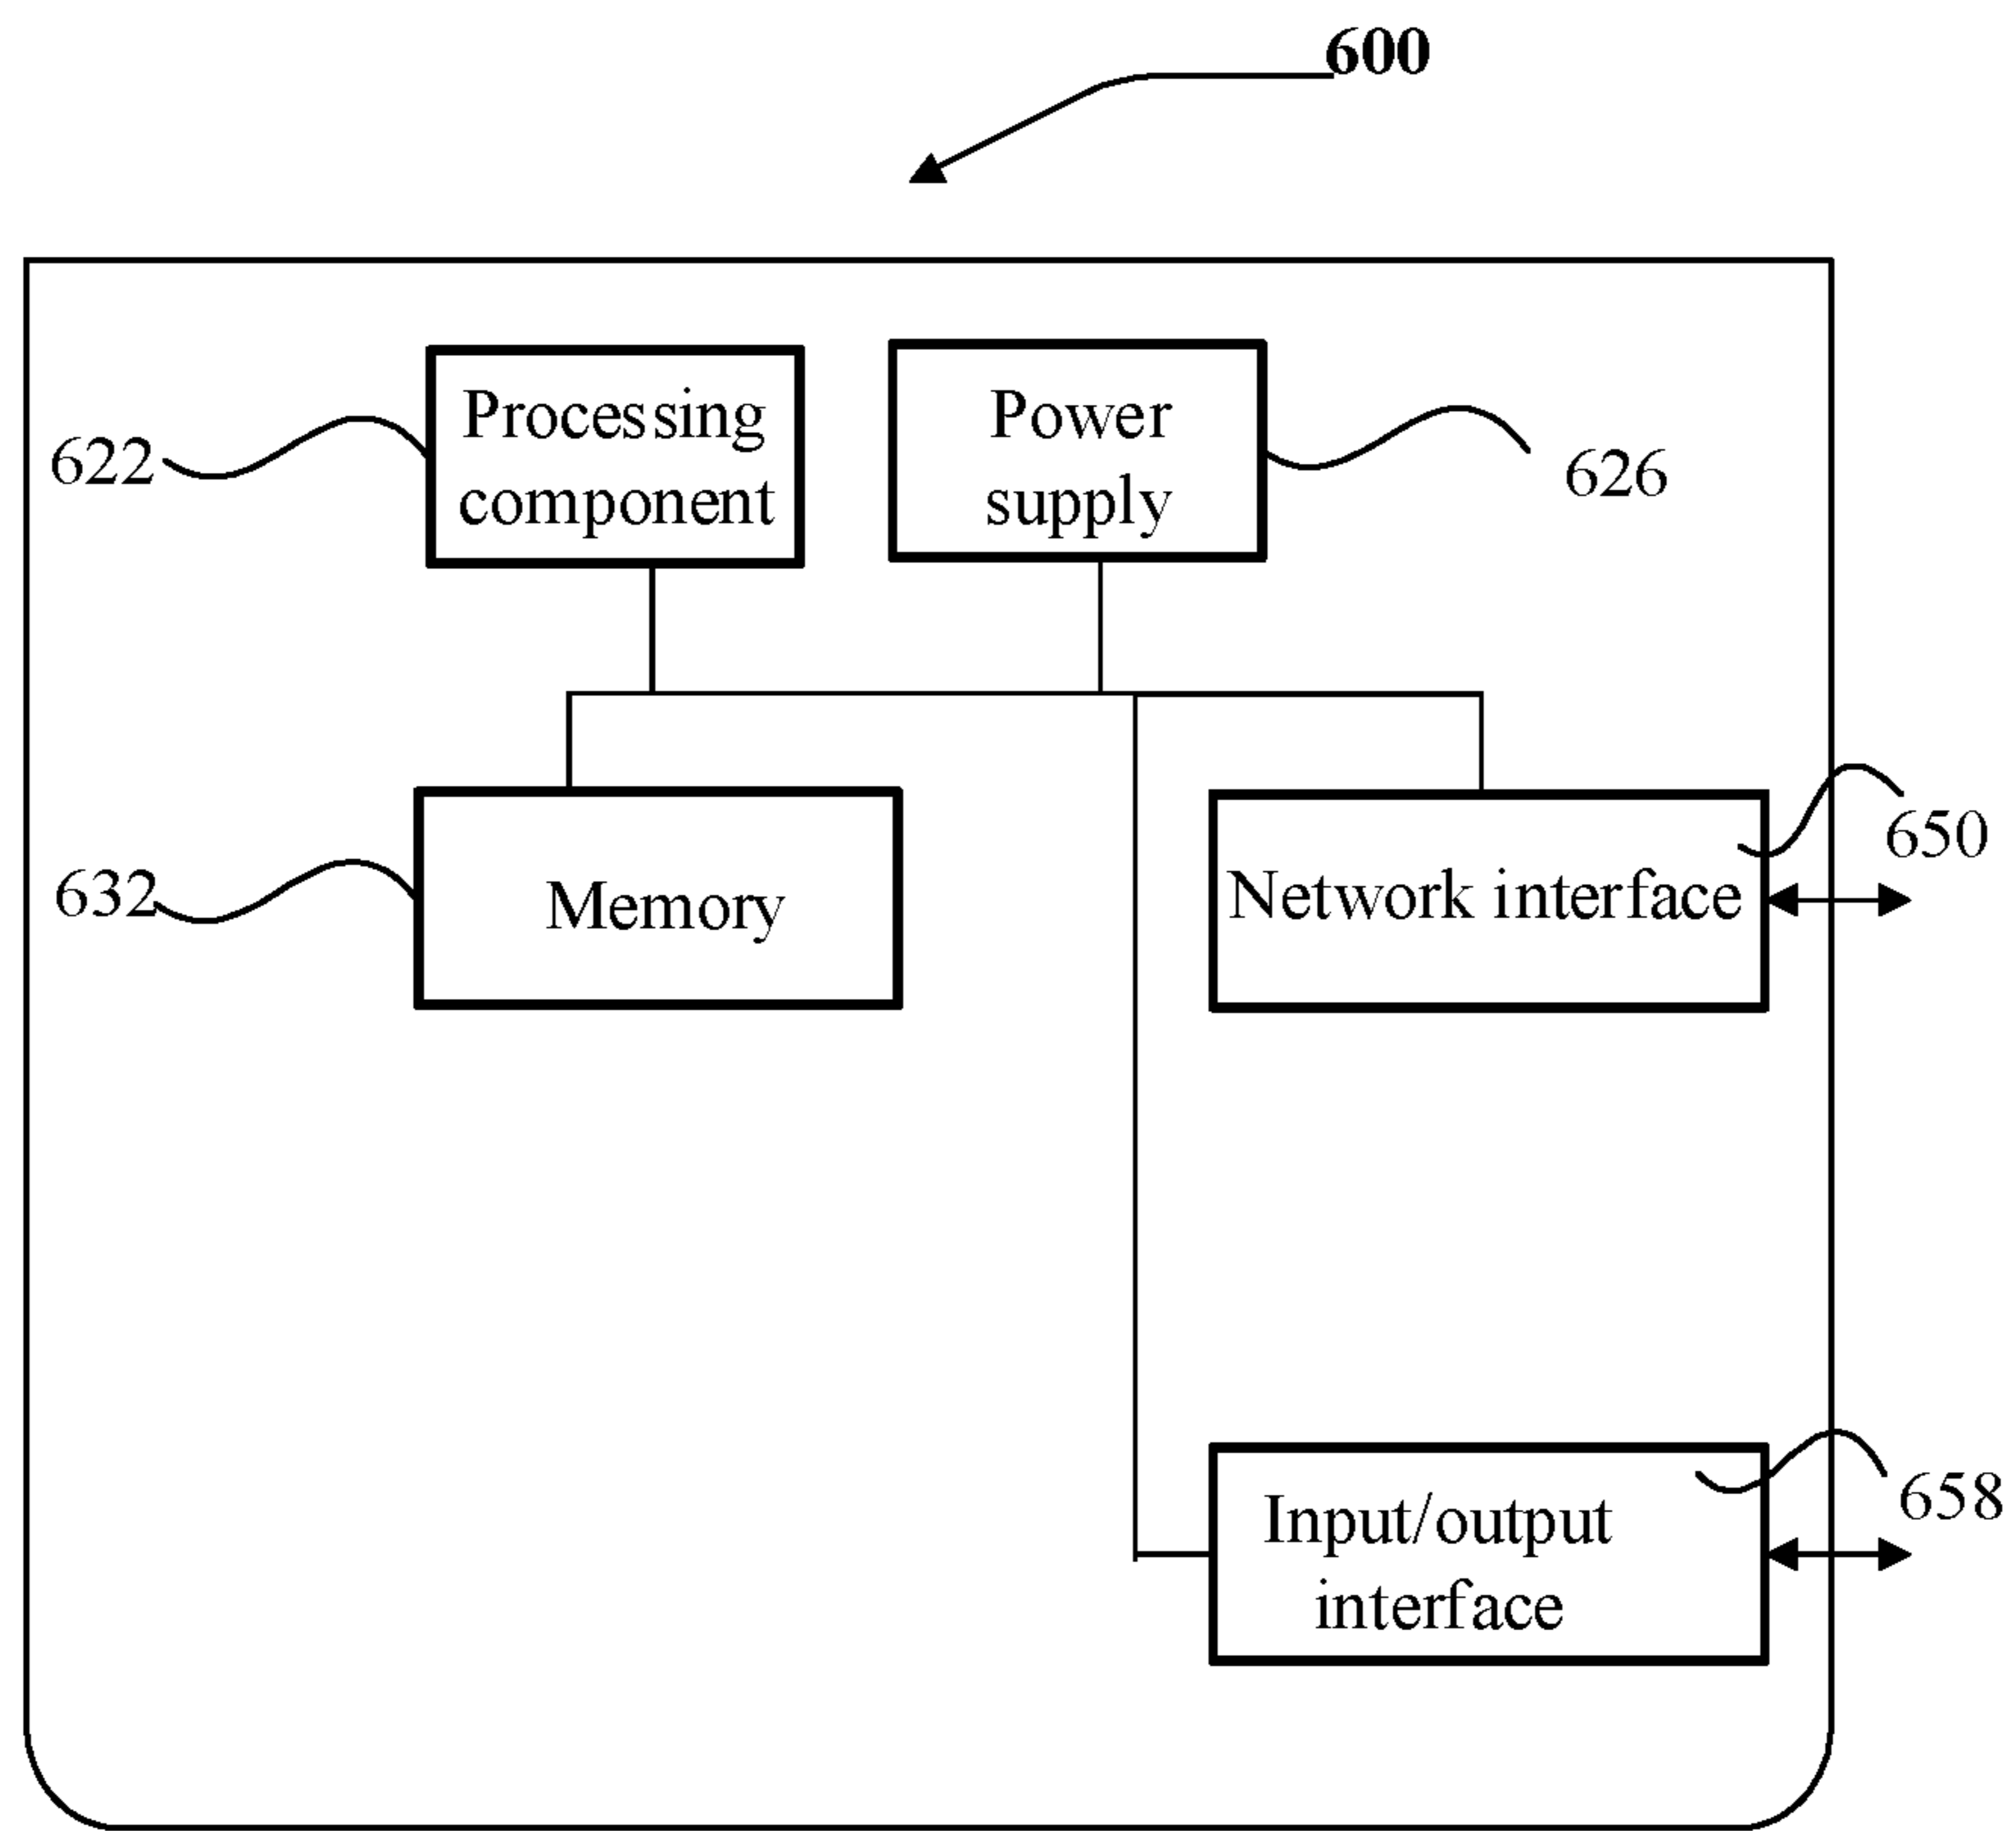 600
Processing
component
Power
supply
622
626
632
Memory
650
Network interface
658
Input/output
interface